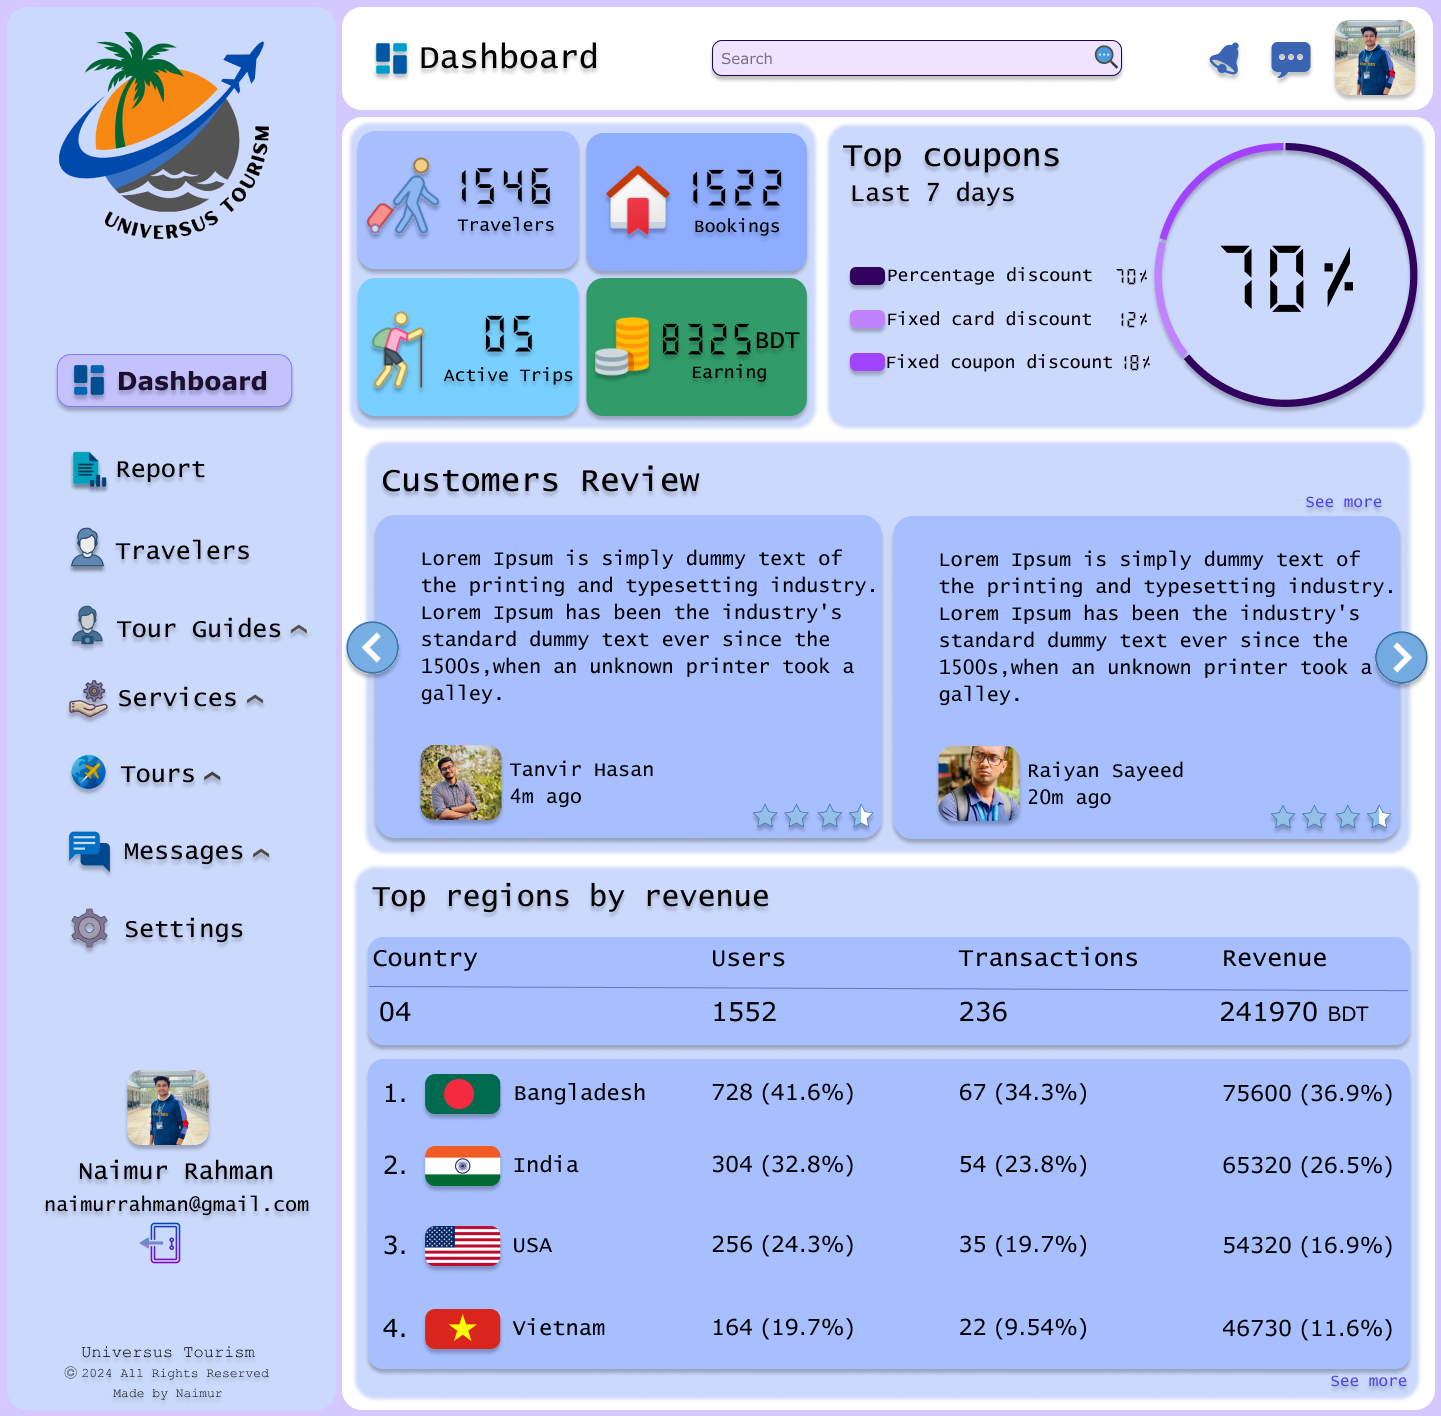 UNIVERSUS TOURISM
Dashboard
Report
Travelers
Tour Guides
Services
Tours
Messages
Settings
Naimur Rahman
naimurrahman@gmail.com
Universus Tourism
© 2024 All Rights Reserved
Made by Naimur
Dashboard
Search
1546
Travelers
1522
Bookings
05
Active Trips
8325 BDT
Earning
Top coupons
Last 7 days
Percentage discount 70%
Fixed card discount 12%
Fixed coupon discount 18%
70%
Customers Review
See more
Lorem Ipsum is simply dummy text of
the printing and typesetting industry.
Lorem Ipsum has been the industry's
standard dummy text ever since the
1500s,when an unknown printer took a
galley.
Tanvir Hasan
4m ago
Lorem Ipsum is simply dummy text of
the printing and typesetting industry.
Lorem Ipsum has been the industry's
standard dummy text ever since the
1500s,when an unknown printer took a
galley.
Raiyan Sayeed
20m ago
Top regions by revenue
Country Users Transactions Revenue
04 1552 236 241970 BDT
1. Bangladesh 728 (41.6%) 67 (34.3%) 75600 (36.9%)
2. India 304 (32.8%) 54 (23.8%) 65320 (26.5%)
3. USA 256 (24.3%) 35 (19.7%) 54320 (16.9%)
4. Vietnam 164 (19.7%) 22 (9.54%) 46730 (11.6%)
See more